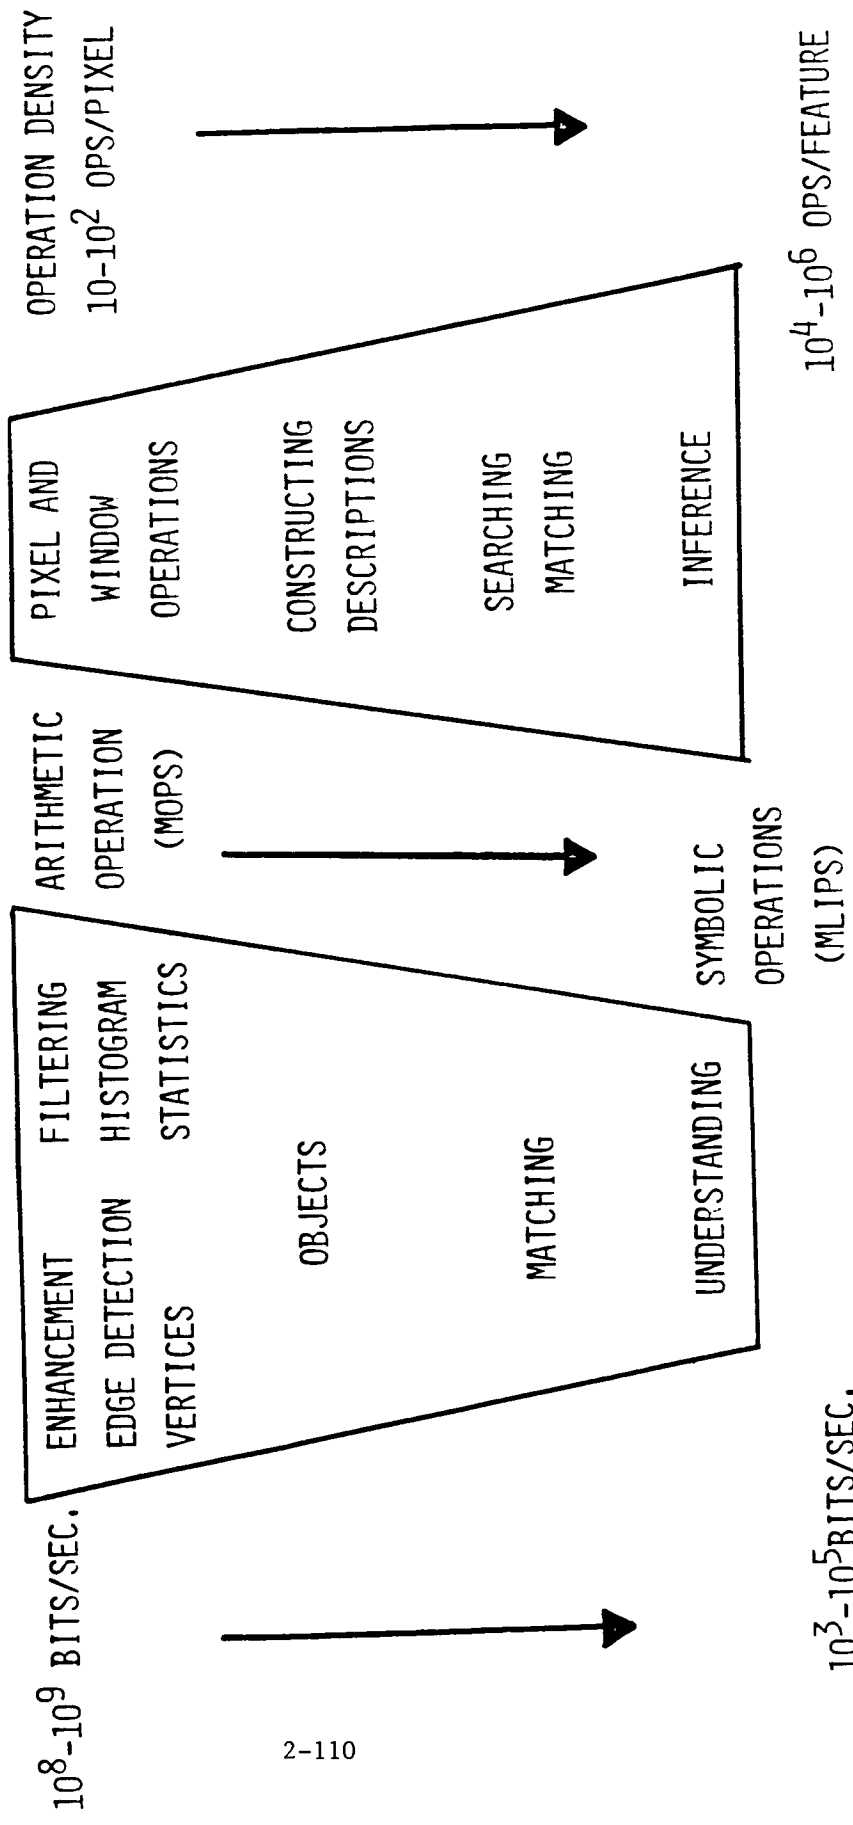 10⁸-10⁹ BITS/SEC.
10³-10⁵BITS/SEC.
ENHANCEMENT FILTERING
EDGE DETECTION HISTOGRAM
VERTICES STATISTICS
OBJECTS
MATCHING
UNDERSTANDING
ARITHMETIC
OPERATION
(MOPS)
SYMBOLIC
OPERATIONS
(MLIPS)
PIXEL AND
WINDOW
OPERATIONS
CONSTRUCTING
DESCRIPTIONS
SEARCHING
MATCHING
INFERENCE
OPERATION DENSITY
10-10² OPS/PIXEL
10⁴-10⁶ OPS/FEATURE
2-110